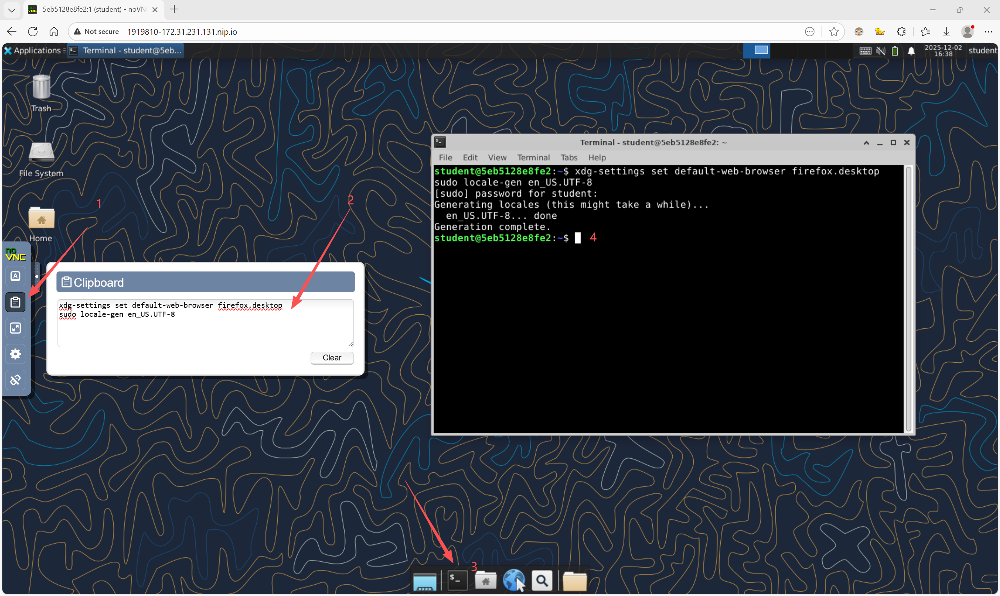 5eb5128e8fe2:1 (student) - noVN
Not secure
1919810-172.31.231.131.nip.io
Applications
Terminal - student@5eb...
2025-12-02
16:38
student
Trash
File System
Home
1
2
no
VNC
A
Clipboard
xdg-settings set default-web-browser firefox.desktop
sudo locale-gen en_US.UTF-8
Clear
Terminal - student@5eb5128e8fe2: ~
File Edit View Terminal Tabs Help
student@5eb5128e8fe2:~$ xdg-settings set default-web-browser firefox.desktop
sudo locale-gen en_US.UTF-8
[sudo] password for student:
Generating locales (this might take a while)...
en_US.UTF-8... done
Generation complete.
student@5eb5128e8fe2:~$
4
3
$_